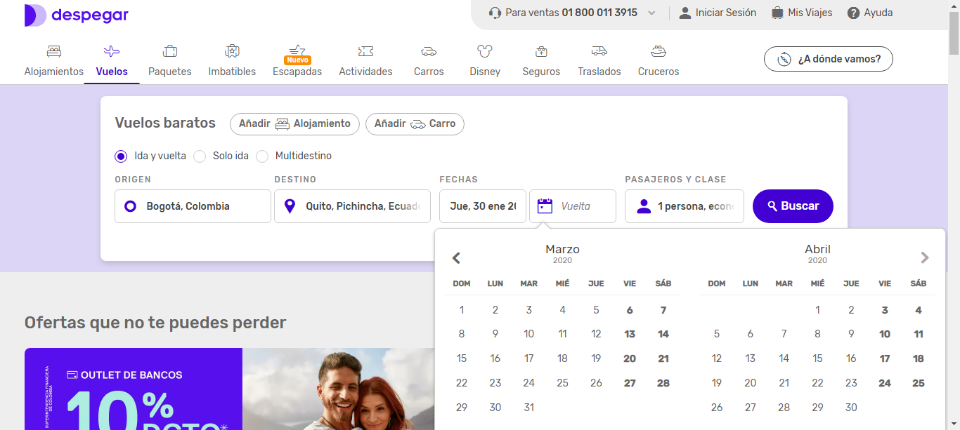 despegar
Para ventas 01 800 011 3915
Iniciar Sesión
Mis Viajes
Ayuda
Alojamientos
Vuelos
Paquetes
Imbatibles
Nuevo
Escapadas
Actividades
Carros
Disney
Seguros
Traslados
Cruceros
¿A dónde vamos?
Vuelos baratos
Añadir Alojamiento
Añadir Carro
Ida y vuelta
Solo ida
Multidestino
ORIGEN
DESTINO
FECHAS
PASAJEROS Y CLASE
Bogotá, Colombia
Quito, Pichincha, Ecuad
Jue, 30 ene 20
Vuelta
1 persona, econ
Buscar
Marzo
2020
DOM LUN MAR MIÉ JUE VIE SÁB
1 2 3 4 5 6 7
8 9 10 11 12 13 14
15 16 17 18 19 20 21
22 23 24 25 26 27 28
29 30 31
Abril
2020
DOM LUN MAR MIÉ JUE VIE SÁB
1 2 3 4
5 6 7 8 9 10 11
12 13 14 15 16 17 18
19 20 21 22 23 24 25
26 27 28 29 30
Ofertas que no te puedes perder
OUTLET DE BANCOS
10%
DCTO*